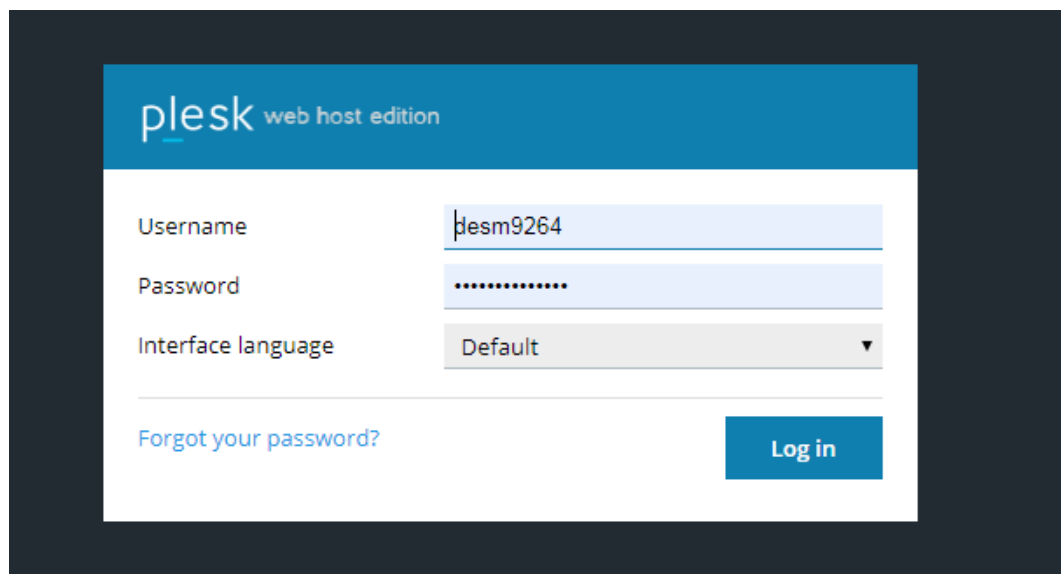 plesk web host edition
Username desm9264
Password ••••••••••••••
Interface language Default
Forgot your password? Log in